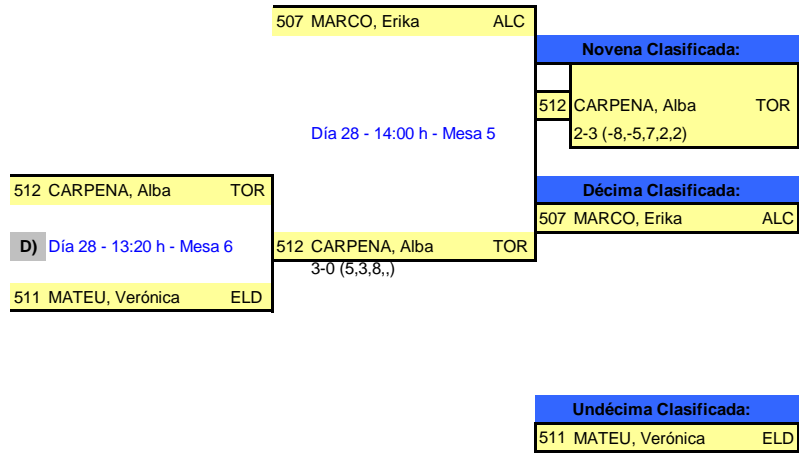 507 MARCO, Erika ALC
Novena Clasificada:
512 CARPENA, Alba TOR
Día 28 - 14:00 h - Mesa 5
2-3 (-8,-5,7,2,2)
512 CARPENA, Alba TOR
Décima Clasificada:
507 MARCO, Erika ALC
D) Día 28 - 13:20 h - Mesa 6
512 CARPENA, Alba TOR
3-0 (5,3,8,,)
511 MATEU, Verónica ELD
Undécima Clasificada:
511 MATEU, Verónica ELD